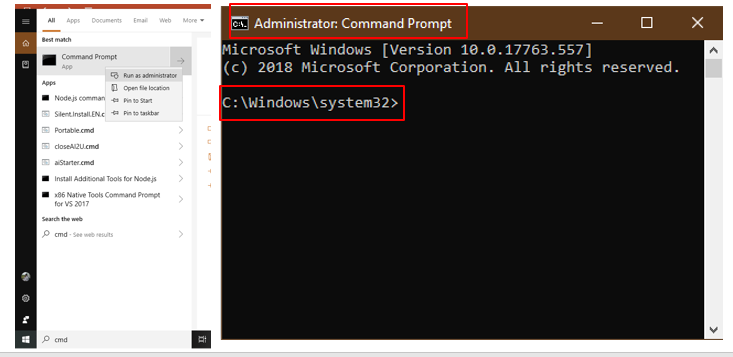 All Apps Documents Email Web More
Best match
Command Prompt
App
Run as administrator
Open file location
Pin to Start
Pin to taskbar
Apps
Node.js comman
Silent.Install.EN.c
Portable.cmd
closeAI2U.cmd
aiStarter.cmd
Install Additional Tools for Node.js
x86 Native Tools Command Prompt
for VS 2017
Search the web
cmd - See web results
cmd
Administrator: Command Prompt
Microsoft Windows [Version 10.0.17763.557]
(c) 2018 Microsoft Corporation. All rights reserved.
C:\Windows\system32>